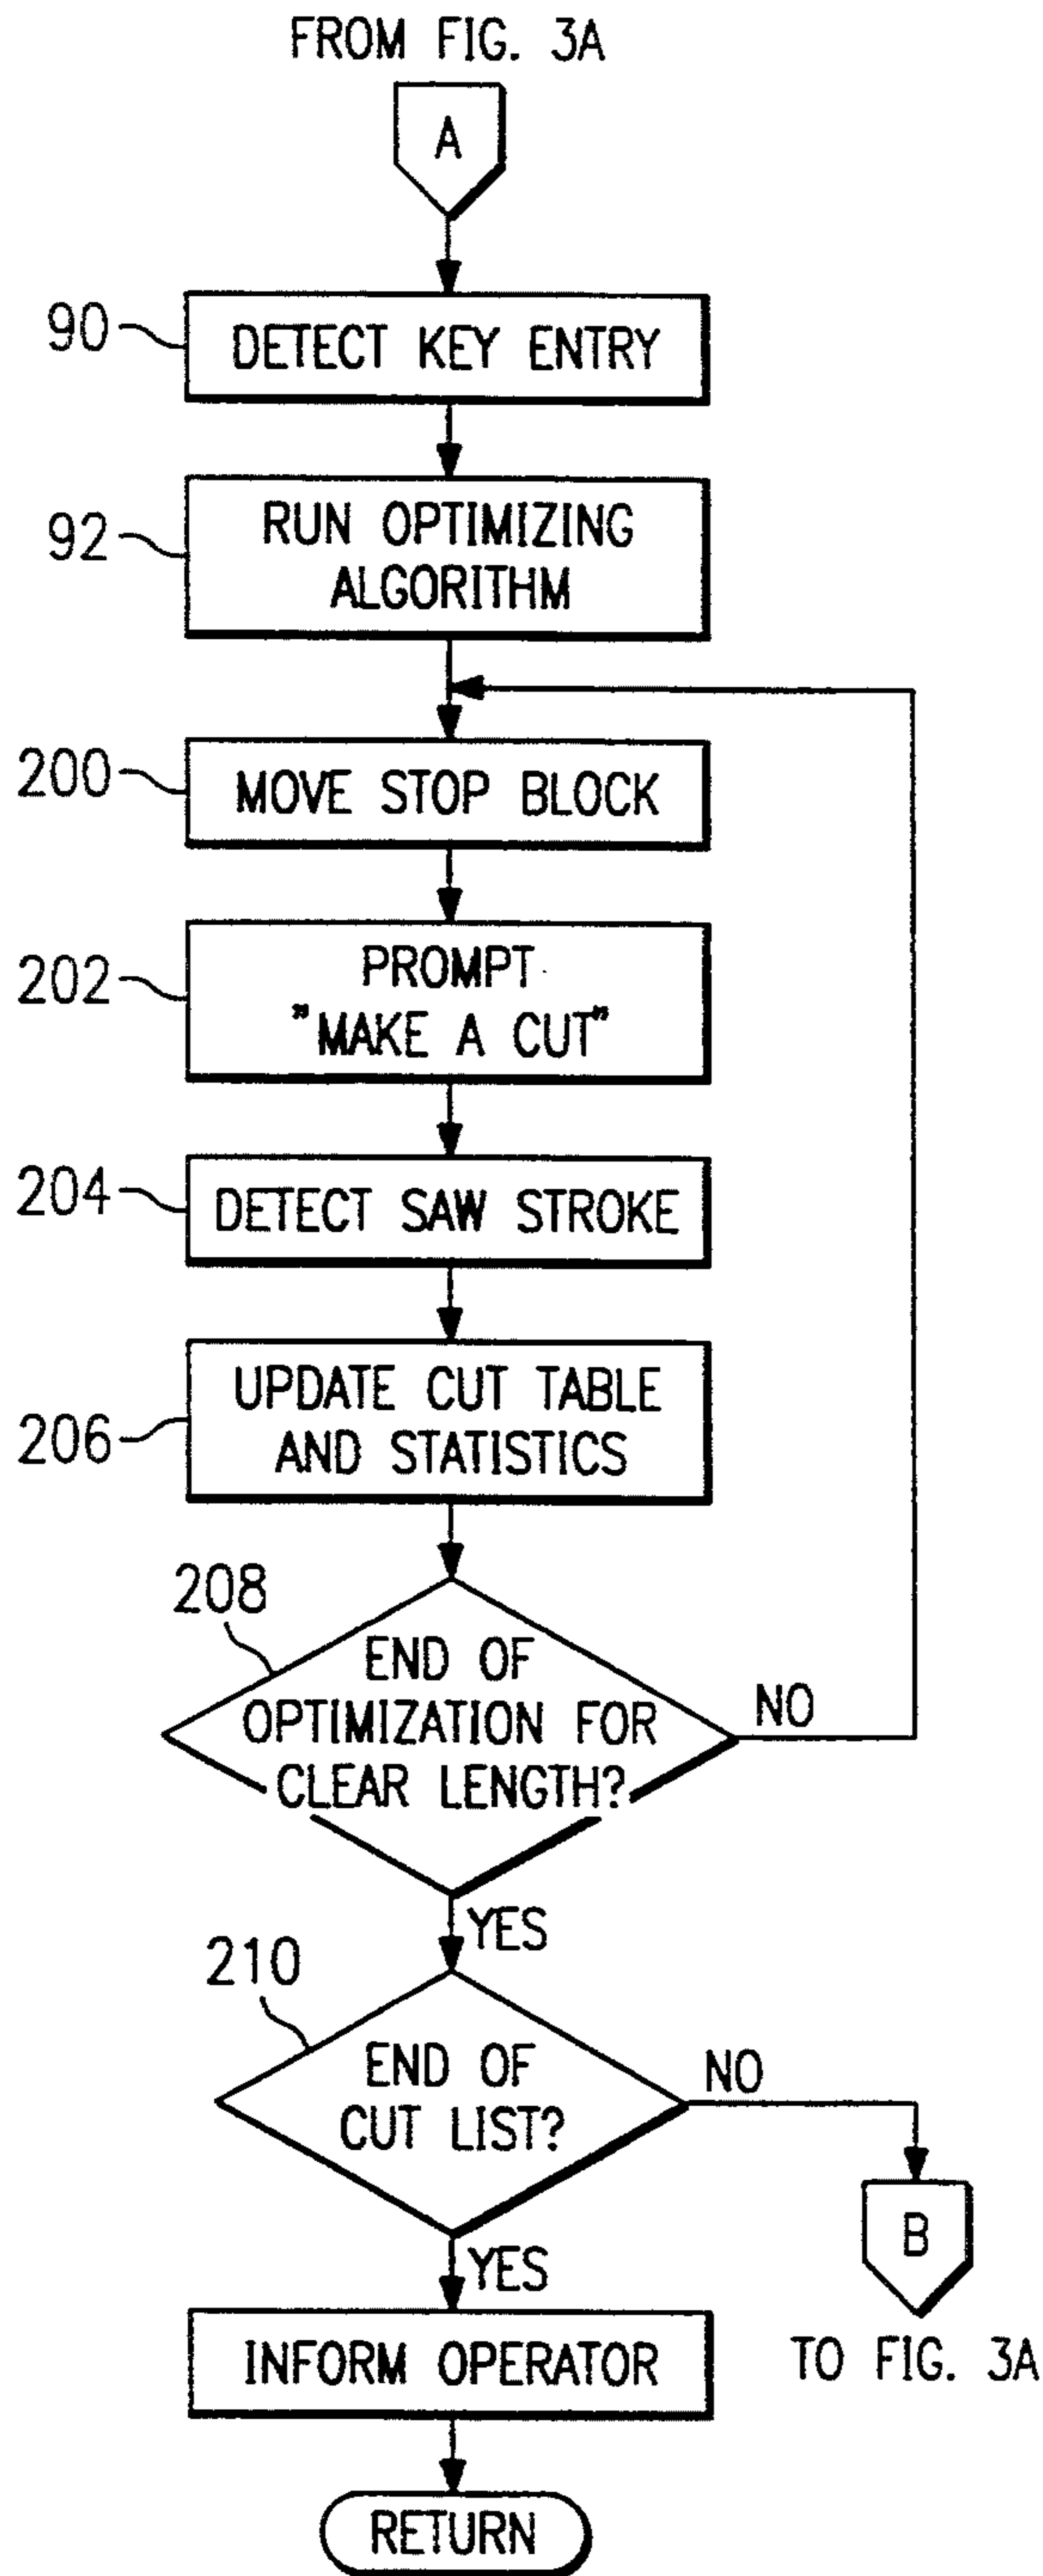 FROM FIG. 3A
A
90
DETECT KEY ENTRY
92
RUN OPTIMIZING
ALGORITHM
200
MOVE STOP BLOCK
202
PROMPT
"MAKE A CUT"
204
DETECT SAW STROKE
206
UPDATE CUT TABLE
AND STATISTICS
208
END OF
OPTIMIZATION FOR
CLEAR LENGTH?
NO
YES
210
END OF
CUT LIST?
NO
B
TO FIG. 3A
YES
INFORM OPERATOR
RETURN